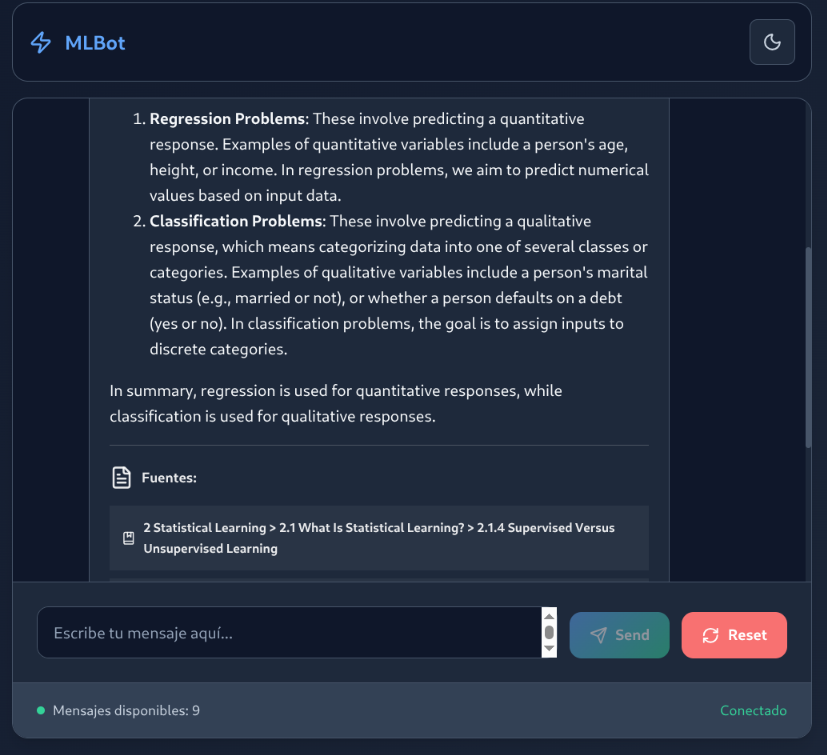 MLBot
1. Regression Problems: These involve predicting a quantitative
response. Examples of quantitative variables include a person's age,
height, or income. In regression problems, we aim to predict numerical
values based on input data.
2. Classification Problems: These involve predicting a qualitative
response, which means categorizing data into one of several classes or
categories. Examples of qualitative variables include a person's marital
status (e.g., married or not), or whether a person defaults on a debt
(yes or no). In classification problems, the goal is to assign inputs to
discrete categories.
In summary, regression is used for quantitative responses, while
classification is used for qualitative responses.
Fuentes:
2 Statistical Learning > 2.1 What Is Statistical Learning? > 2.1.4 Supervised Versus
Unsupervised Learning
Escribe tu mensaje aquí...
Send
Reset
Mensajes disponibles: 9
Conectado